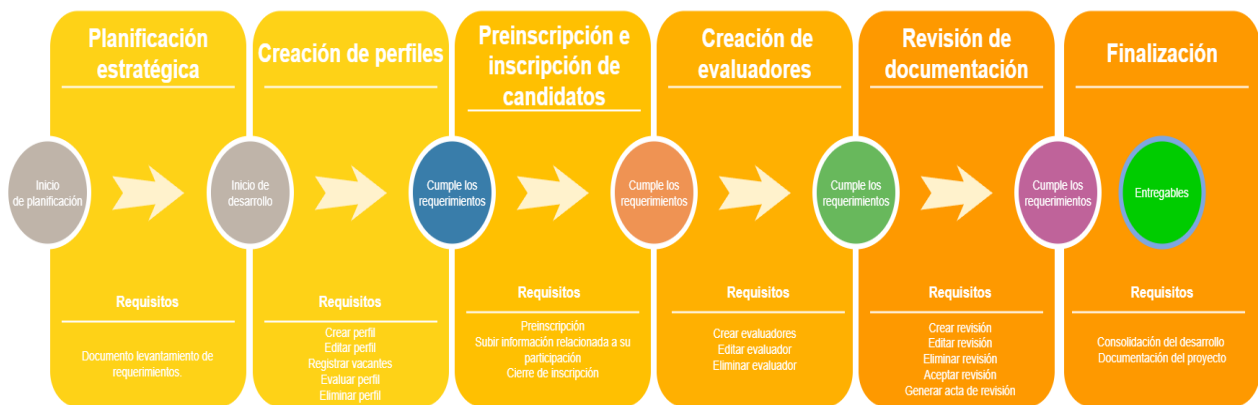 Planificación
estratégica
Creación de perfiles
Preinscripción e
inscripción de
candidatos
Creación de
evaluadores
Revisión de
documentación
Finalización
Inicio
de planificación
Inicio de
desarrollo
Cumple los
requerimientos
Cumple los
requerimientos
Cumple los
requerimientos
Cumple los
requerimientos
Entregables
Requisitos
Documento levantamiento de
requerimientos.
Requisitos
Crear perfil
Editar perfil
Registrar vacantes
Evaluar perfil
Eliminar perfil
Requisitos
Preinscripción
Subir información relacionada a su
participación
Cierre de inscripción
Requisitos
Crear evaluadores
Editar evaluador
Eliminar evaluador
Requisitos
Crear revisión
Editar revisión
Eliminar revisión
Aceptar revisión
Generar acta de revisión
Requisitos
Consolidación del desarrollo
Documentación del proyecto